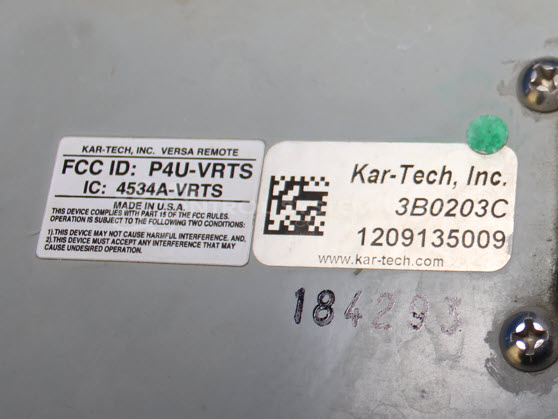 KAR-TECH, INC. VERSA REMOTE
FCC ID: P4U-VRTS
IC: 4534A-VRTS
MADE IN U.S.A.
THIS DEVICE COMPLIES WITH PART 15 OF THE FCC RULES.
OPERATION IS SUBJECT TO THE FOLLOWING TWO CONDITIONS:
1).THIS DEVICE MAY NOT CAUSE HARMFUL INTERFERENCE. AND,
2).THIS DEVICE MUST ACCEPT ANY INTERFERENCE THAT MAY
CAUSE UNDESIRED OPERATION.
Kar-Tech, Inc.
3B0203C
1209135009
www.kar-tech.com
184293